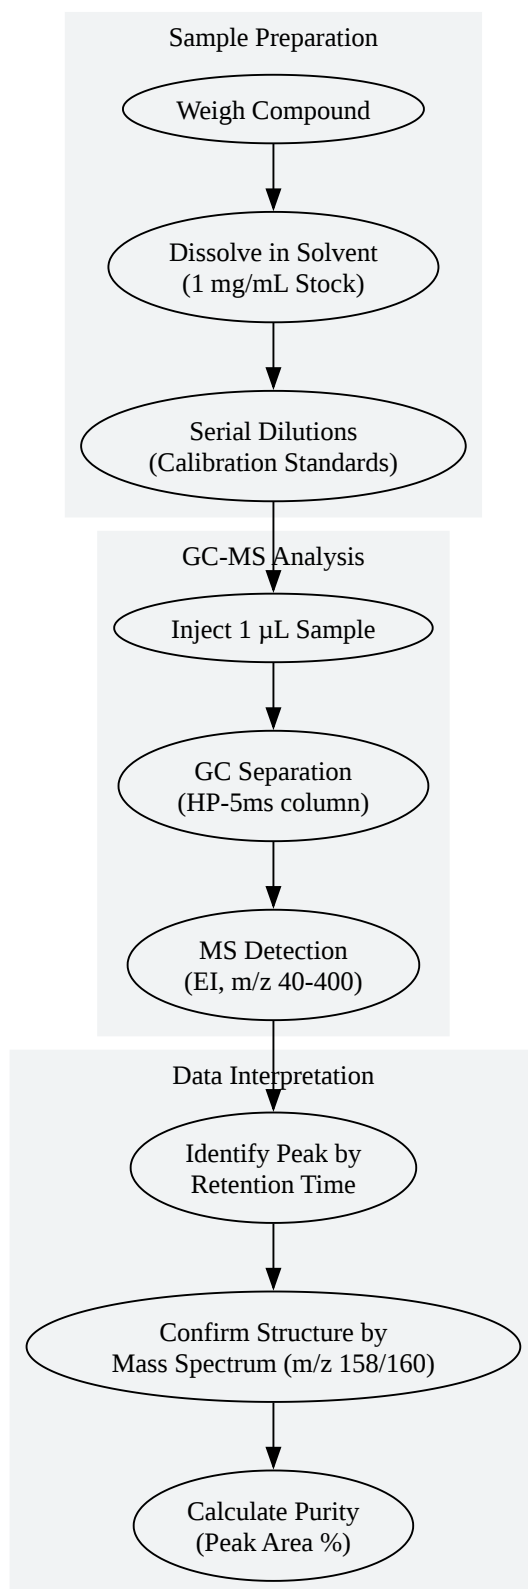 Sample Preparation
Weigh Compound
Dissolve in Solvent
(1 mg/mL Stock)
Serial Dilutions
(Calibration Standards)
GC-MS Analysis
Inject 1 µL Sample
GC Separation
(HP-5ms column)
MS Detection
(EI, m/z 40-400)
Data Interpretation
Identify Peak by
Retention Time
Confirm Structure by
Mass Spectrum (m/z 158/160)
Calculate Purity
(Peak Area %)